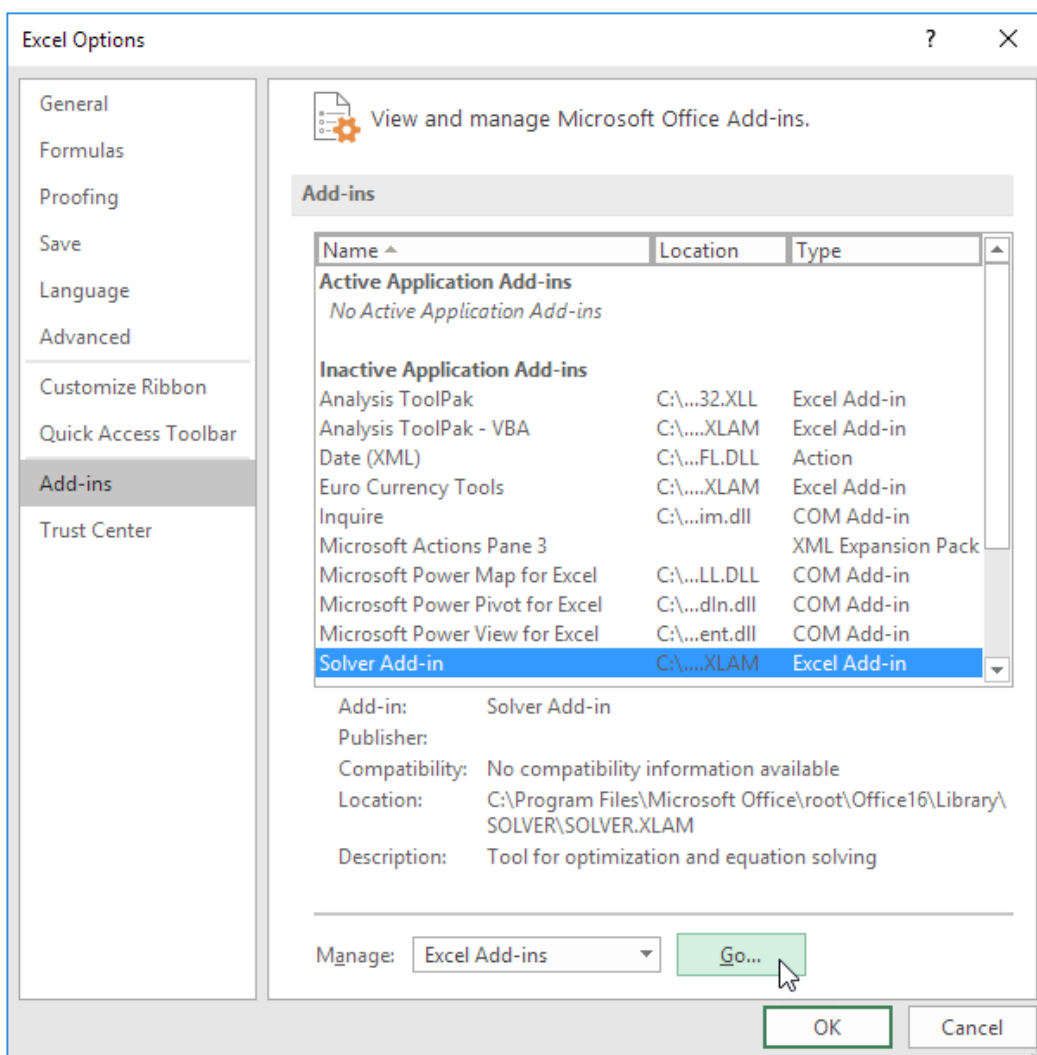 Excel Options ?
General
Formulas
Proofing
Save
Language
Advanced
Customize Ribbon
Quick Access Toolbar
Add-ins
Trust Center
View and manage Microsoft Office Add-ins.
Add-ins
Name Location Type
Active Application Add-ins
No Active Application Add-ins
Inactive Application Add-ins
Analysis ToolPak C:\...32.XLL Excel Add-in
Analysis ToolPak - VBA C:\....XLAM Excel Add-in
Date (XML) C:\...FL.DLL Action
Euro Currency Tools C:\....XLAM Excel Add-in
Inquire C:\...im.dll COM Add-in
Microsoft Actions Pane 3 XML Expansion Pack
Microsoft Power Map for Excel C:\...LL.DLL COM Add-in
Microsoft Power Pivot for Excel C:\...dln.dll COM Add-in
Microsoft Power View for Excel C:\...ent.dll COM Add-in
Solver Add-in C:\....XLAM Excel Add-in
Add-in: Solver Add-in
Publisher:
Compatibility: No compatibility information available
Location: C:\Program Files\Microsoft Office\root\Office16\Library\
SOLVER\SOLVER.XLAM
Description: Tool for optimization and equation solving
Manage: Excel Add-ins Go...
OK Cancel